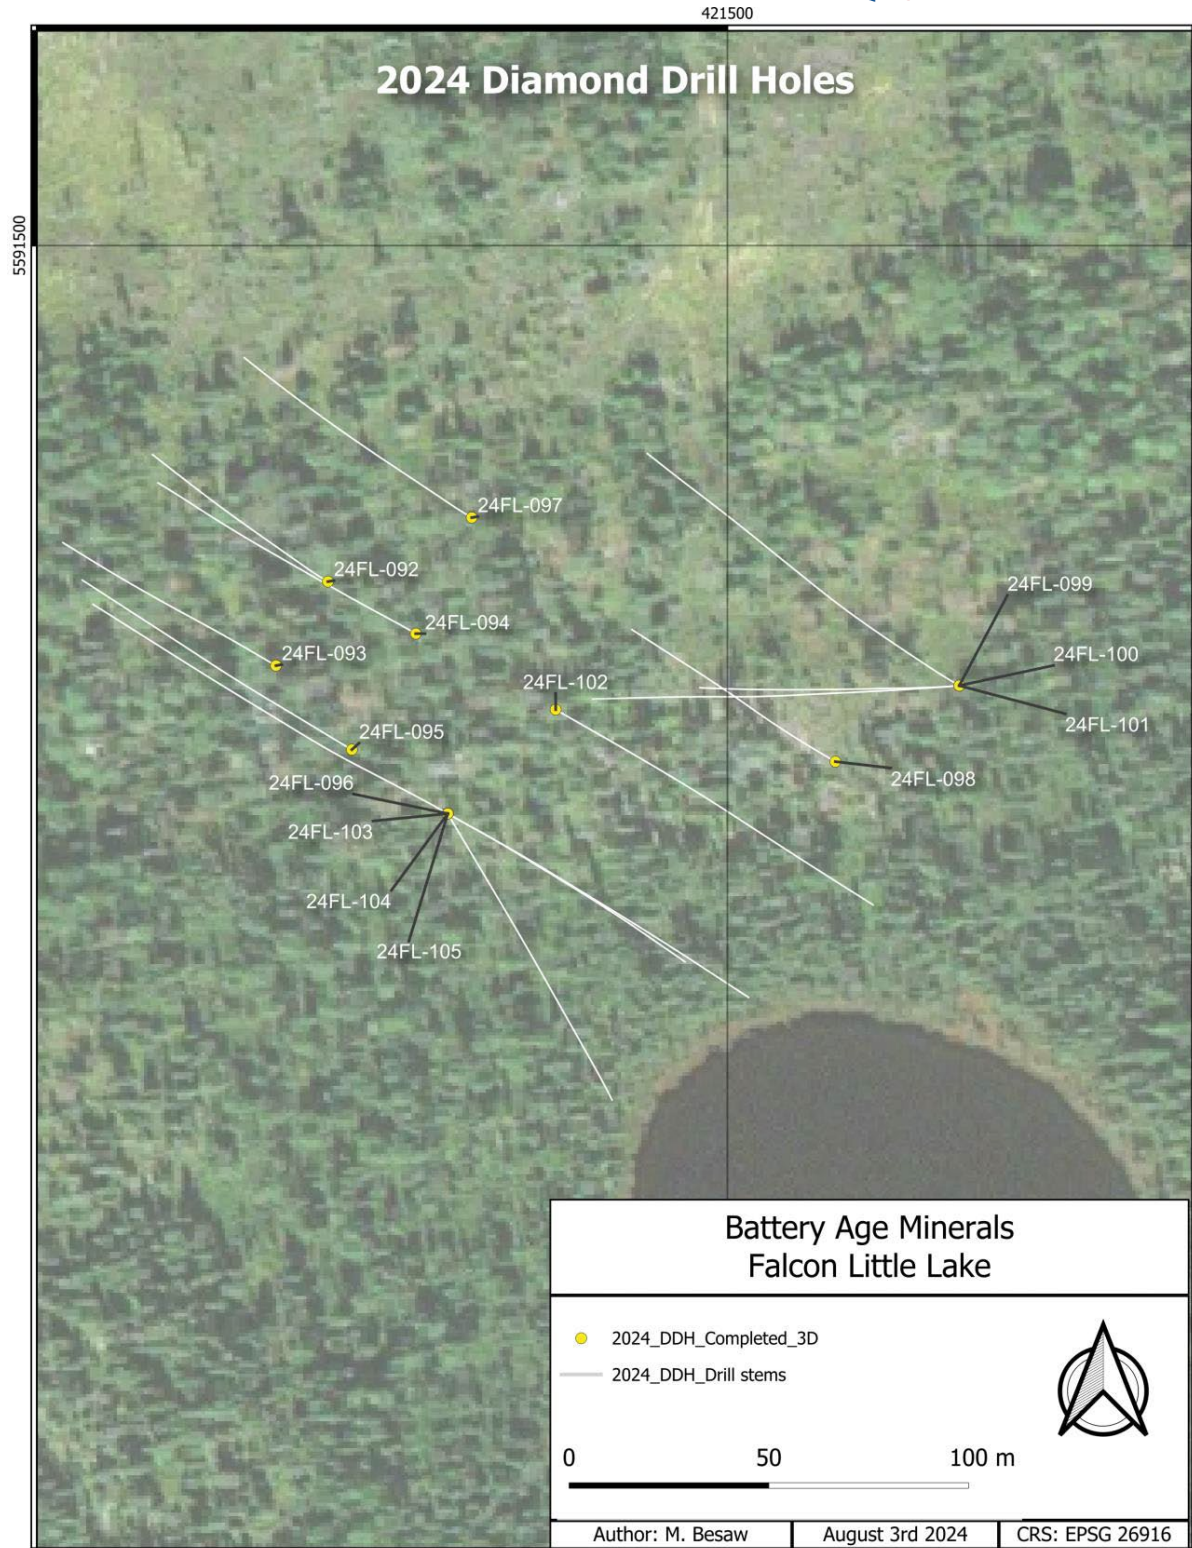 421500
2024 Diamond Drill Holes
5591500
24FL-097
24FL-092
24FL-099
24FL-094
24FL-093
24FL-100
24FL-102
24FL-101
24FL-095
24FL-098
24FL-096
24FL-103
24FL-104
24FL-105
Battery Age Minerals
Falcon Little Lake
2024_DDH_Completed_3D
2024_DDH_Drill stems
0 50 100 m
Author: M. Besaw August 3rd 2024 CRS: EPSG 26916